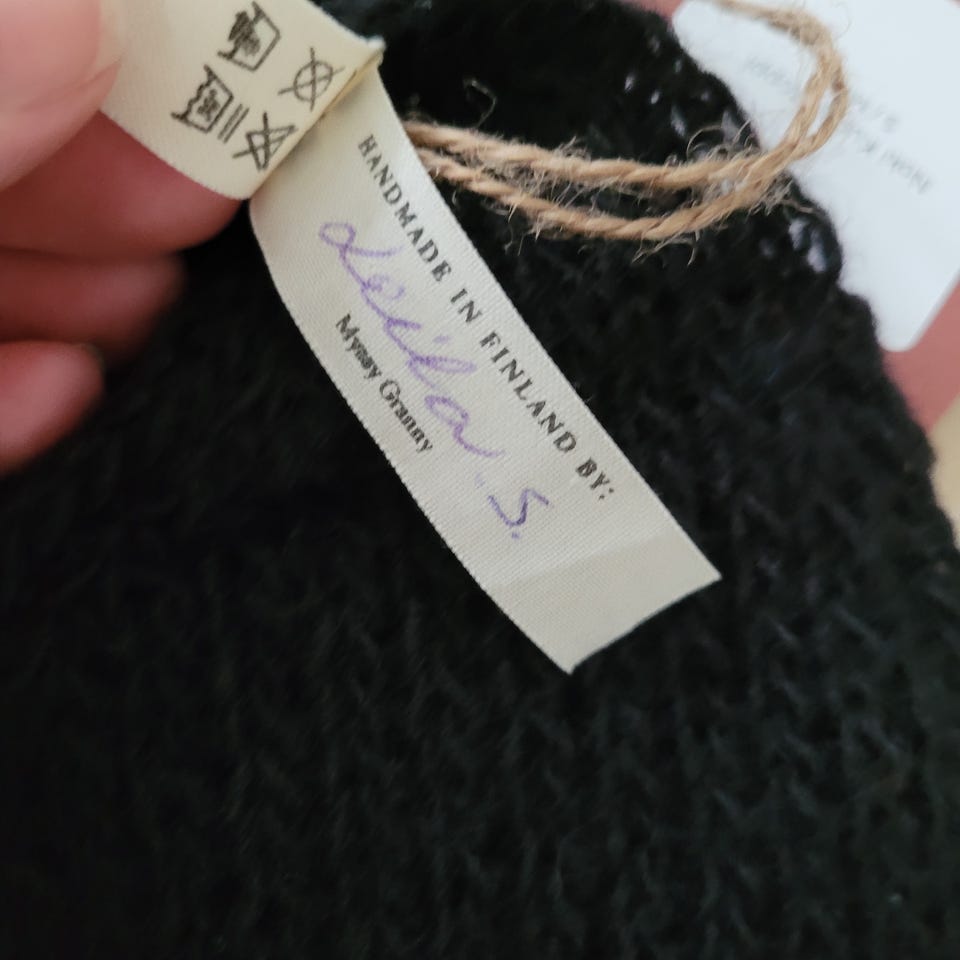 HANDMADE IN FINLAND BY:
Leila. S.
Myssy Granny